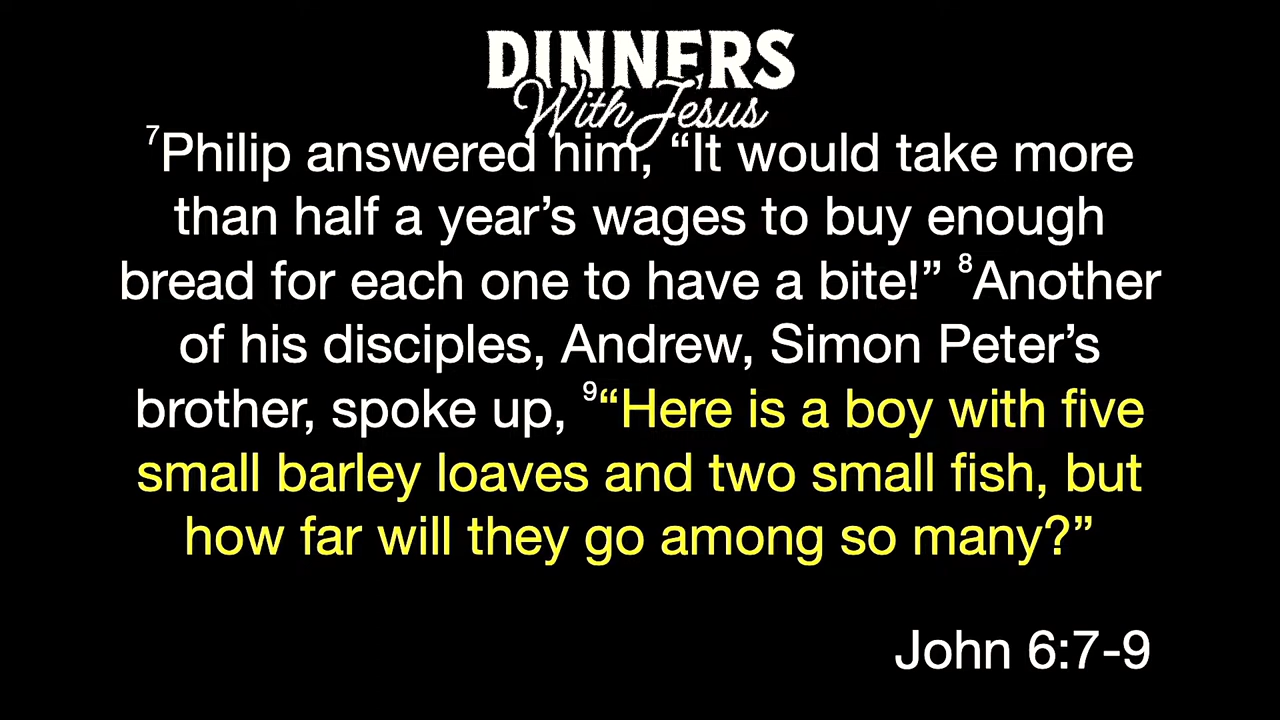 DINNERS
With Jesus
⁷Philip answered him, “It would take more
than half a year’s wages to buy enough
bread for each one to have a bite!” ⁸Another
of his disciples, Andrew, Simon Peter’s
brother, spoke up, ⁹“Here is a boy with five
small barley loaves and two small fish, but
how far will they go among so many?”
John 6:7-9